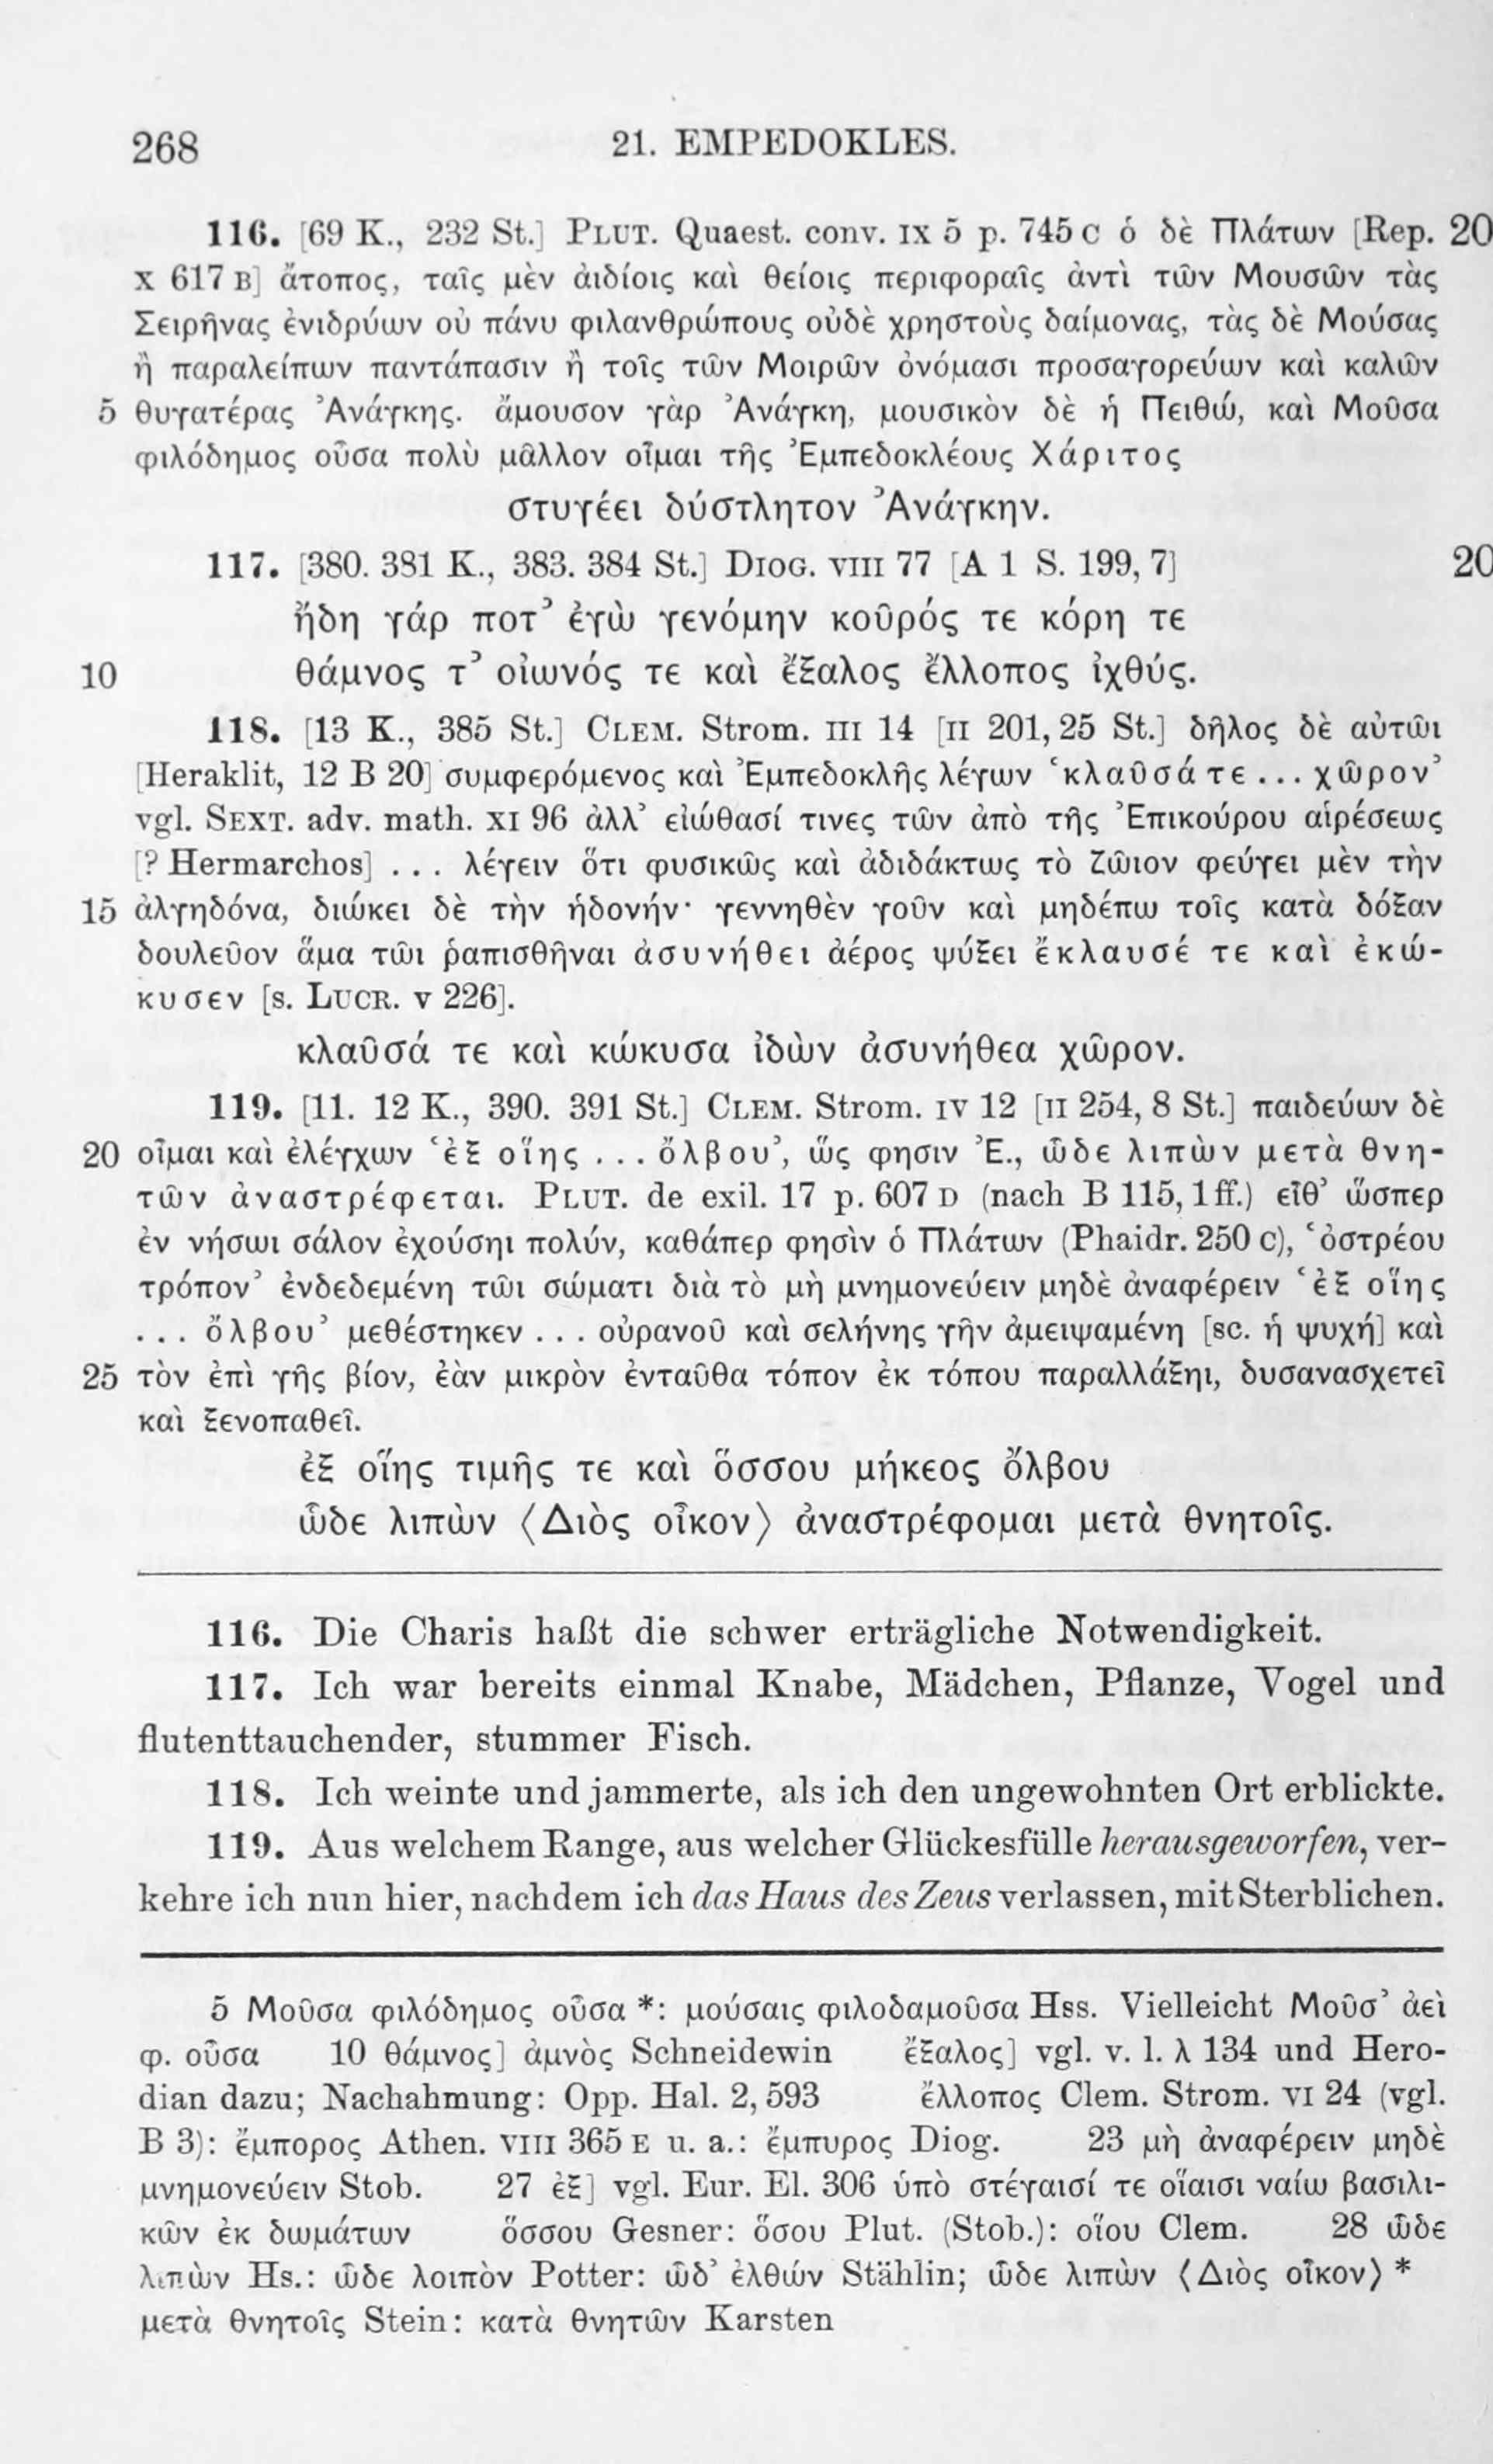 268 21. EMPEDOKLES.
116. [69 K., 232 St.] PLUT. Quaest. conv. IX 5 p. 745 c ὁ δὲ Πλάτων [Rep. 20
X 617 B] ἄτοπος, ταῖς μὲν ἀιδίοις καὶ θείοις περιφοραῖς ἀντὶ τῶν Μουσῶν τὰς
Σειρῆνας ἐνιδρύων οὐ πάνυ φιλανθρώπους οὐδὲ χρηστοὺς δαίμονας, τὰς δὲ Μούσας
ἢ παραλείπων παντάπασιν ἢ τοῖς τῶν Μοιρῶν ὀνόμασι προσαγορεύων καὶ καλῶν
5 θυγατέρας Ἀνάγκης. ἄμουσον γὰρ Ἀνάγκη, μουσικὸν δὲ ἡ Πειθώ, καὶ Μοῦσα
φιλόδημος οὖσα πολὺ μᾶλλον οἶμαι τῆς Ἐμπεδοκλέους Χάριτος
στυγέει δύστλητον Ἀνάγκην.
117. [380. 381 K., 383. 384 St.] DIOG. VIII 77 [A 1 S. 199, 7] 20
ἤδη γάρ ποτ’ ἐγὼ γενόμην κοῦρός τε κόρη τε
10 θάμνος τ’ οἰωνός τε καὶ ἔξαλος ἔλλοπος ἰχθύς.
118. [13 K., 385 St.] CLEM. Strom. III 14 [II 201, 25 St.] δῆλος δὲ αὐτῶι
[Heraklit, 12 B 20] συμφερόμενος καὶ Ἐμπεδοκλῆς λέγων ‘κλαῦσά τε ... χῶρον’
vgl. SEXT. adv. math. XI 96 ἀλλ’ εἰώθασί τινες τῶν ἀπὸ τῆς Ἐπικούρου αἱρέσεως
[? Hermarchos] ... λέγειν ὅτι φυσικῶς καὶ ἀδιδάκτως τὸ ζῶιον φεύγει μὲν τὴν
15 ἀλγηδόνα, διώκει δὲ τὴν ἡδονήν· γεννηθὲν γοῦν καὶ μηδέπω τοῖς κατὰ δόξαν
δουλεῦον ἅμα τῶι ῥαπισθῆναι ἀσυνήθει ἀέρος ψύξει ἔκλαυσέ τε καὶ ἐκώ-
κυσεν [s. LUCR. V 226].
κλαῦσά τε καὶ κώκυσα ἰδὼν ἀσυνήθεα χῶρον.
119. [11. 12 K., 390. 391 St.] CLEM. Strom. IV 12 [II 254, 8 St.] παιδεύων δὲ
20 οἶμαι καὶ ἐλέγχων ‘ἐξ οἵης ... ὄλβου’, ὥς φησιν Ἐ., ὧδε λιπὼν μετὰ θνη-
τῶν ἀναστρέφεται. PLUT. de exil. 17 p. 607 D (nach B 115, 1 ff.) εἶθ’ ὥσπερ
ἐν νήσωι σάλον ἐχούσηι πολύν, καθάπερ φησὶν ὁ Πλάτων (Phaidr. 250 c), ‘ὀστρέου
τρόπον’ ἐνδεδεμένη τῶι σώματι διὰ τὸ μὴ μνημονεύειν μηδὲ ἀναφέρειν ‘ἐξ οἵης
... ὄλβου’ μεθέστηκεν ... οὐρανοῦ καὶ σελήνης γῆν ἀμειψαμένη [sc. ἡ ψυχή] καὶ
25 τὸν ἐπὶ γῆς βίον, ἐὰν μικρὸν ἐνταῦθα τόπον ἐκ τόπου παραλλάξηι, δυσανασχετεῖ
καὶ ξενοπαθεῖ.
ἐξ οἵης τιμῆς τε καὶ ὅσσου μήκεος ὄλβου
ὧδε λιπὼν ⟨Διὸς οἶκον⟩ ἀναστρέφομαι μετὰ θνητοῖς.
116. Die Charis haßt die schwer erträgliche Notwendigkeit.
117. Ich war bereits einmal Knabe, Mädchen, Pflanze, Vogel und
flutenttauchender, stummer Fisch.
118. Ich weinte und jammerte, als ich den ungewohnten Ort erblickte.
119. Aus welchem Range, aus welcher Glückesfülle herausgeworfen, ver-
kehre ich nun hier, nachdem ich das Haus des Zeus verlassen, mit Sterblichen.
5 Μοῦσα φιλόδημος οὖσα *: μούσαις φιλοδαμοῦσα Hss. Vielleicht Μοῦσ’ ἀεὶ
φ. οὖσα 10 θάμνος] ἀμνὸς Schneidewin ἔξαλος] vgl. v. l. λ 134 und Hero-
dian dazu; Nachahmung: Opp. Hal. 2, 593 ἔλλοπος Clem. Strom. VI 24 (vgl.
B 3): ἔμπορος Athen. VIII 365 E u. a.: ἔμπυρος Diog. 23 μὴ ἀναφέρειν μηδὲ
μνημονεύειν Stob. 27 ἐξ] vgl. Eur. El. 306 ὑπὸ στέγαισί τε οἵαισι ναίω βασιλι-
κῶν ἐκ δωμάτων ὅσσου Gesner: ὅσου Plut. (Stob.): οἵου Clem. 28 ὧδε
λιπὼν Hs.: ὧδε λοιπὸν Potter: ὧδ’ ἐλθὼν Stählin; ὧδε λιπὼν ⟨Διὸς οἶκον⟩ *
μετὰ θνητοῖς Stein: κατὰ θνητῶν Karsten